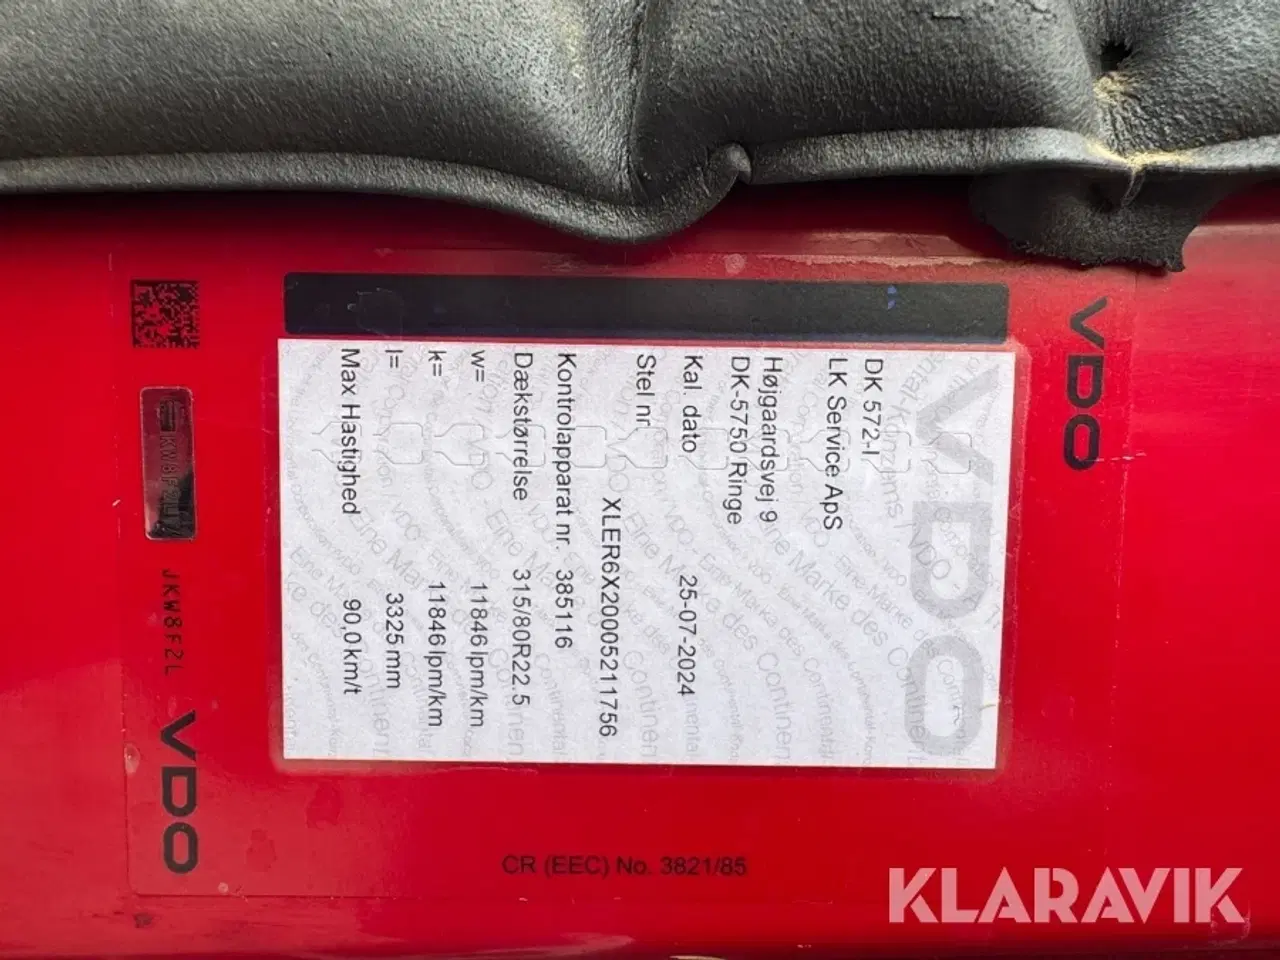 VDO
DK 572-I
LK Service ApS
Højgaardsvej 9
DK-5750 Ringe
Kal. dato 25-07-2024
Stel nr
XLER6X20005211756
Kontrolapparat nr. 385116
Dækstørrelse 315/80R22.5
w= 11846 Ipm/km
k= 11846 Ipm/km
l= 3325 mm
Max Hastighed 90,0 km/t
JKW8F2L VDO
CR (EEC) No. 3821/85
KLARAVIK